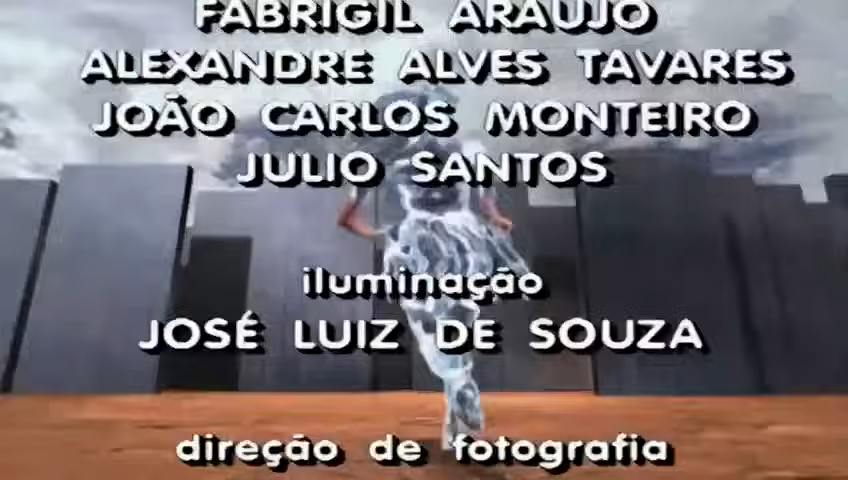 FABRIGIL ARAUJO
ALEXANDRE ALVES TAVARES
JOÃO CARLOS MONTEIRO
JULIO SANTOS
iluminação
JOSÉ LUIZ DE SOUZA
direção de fotografia